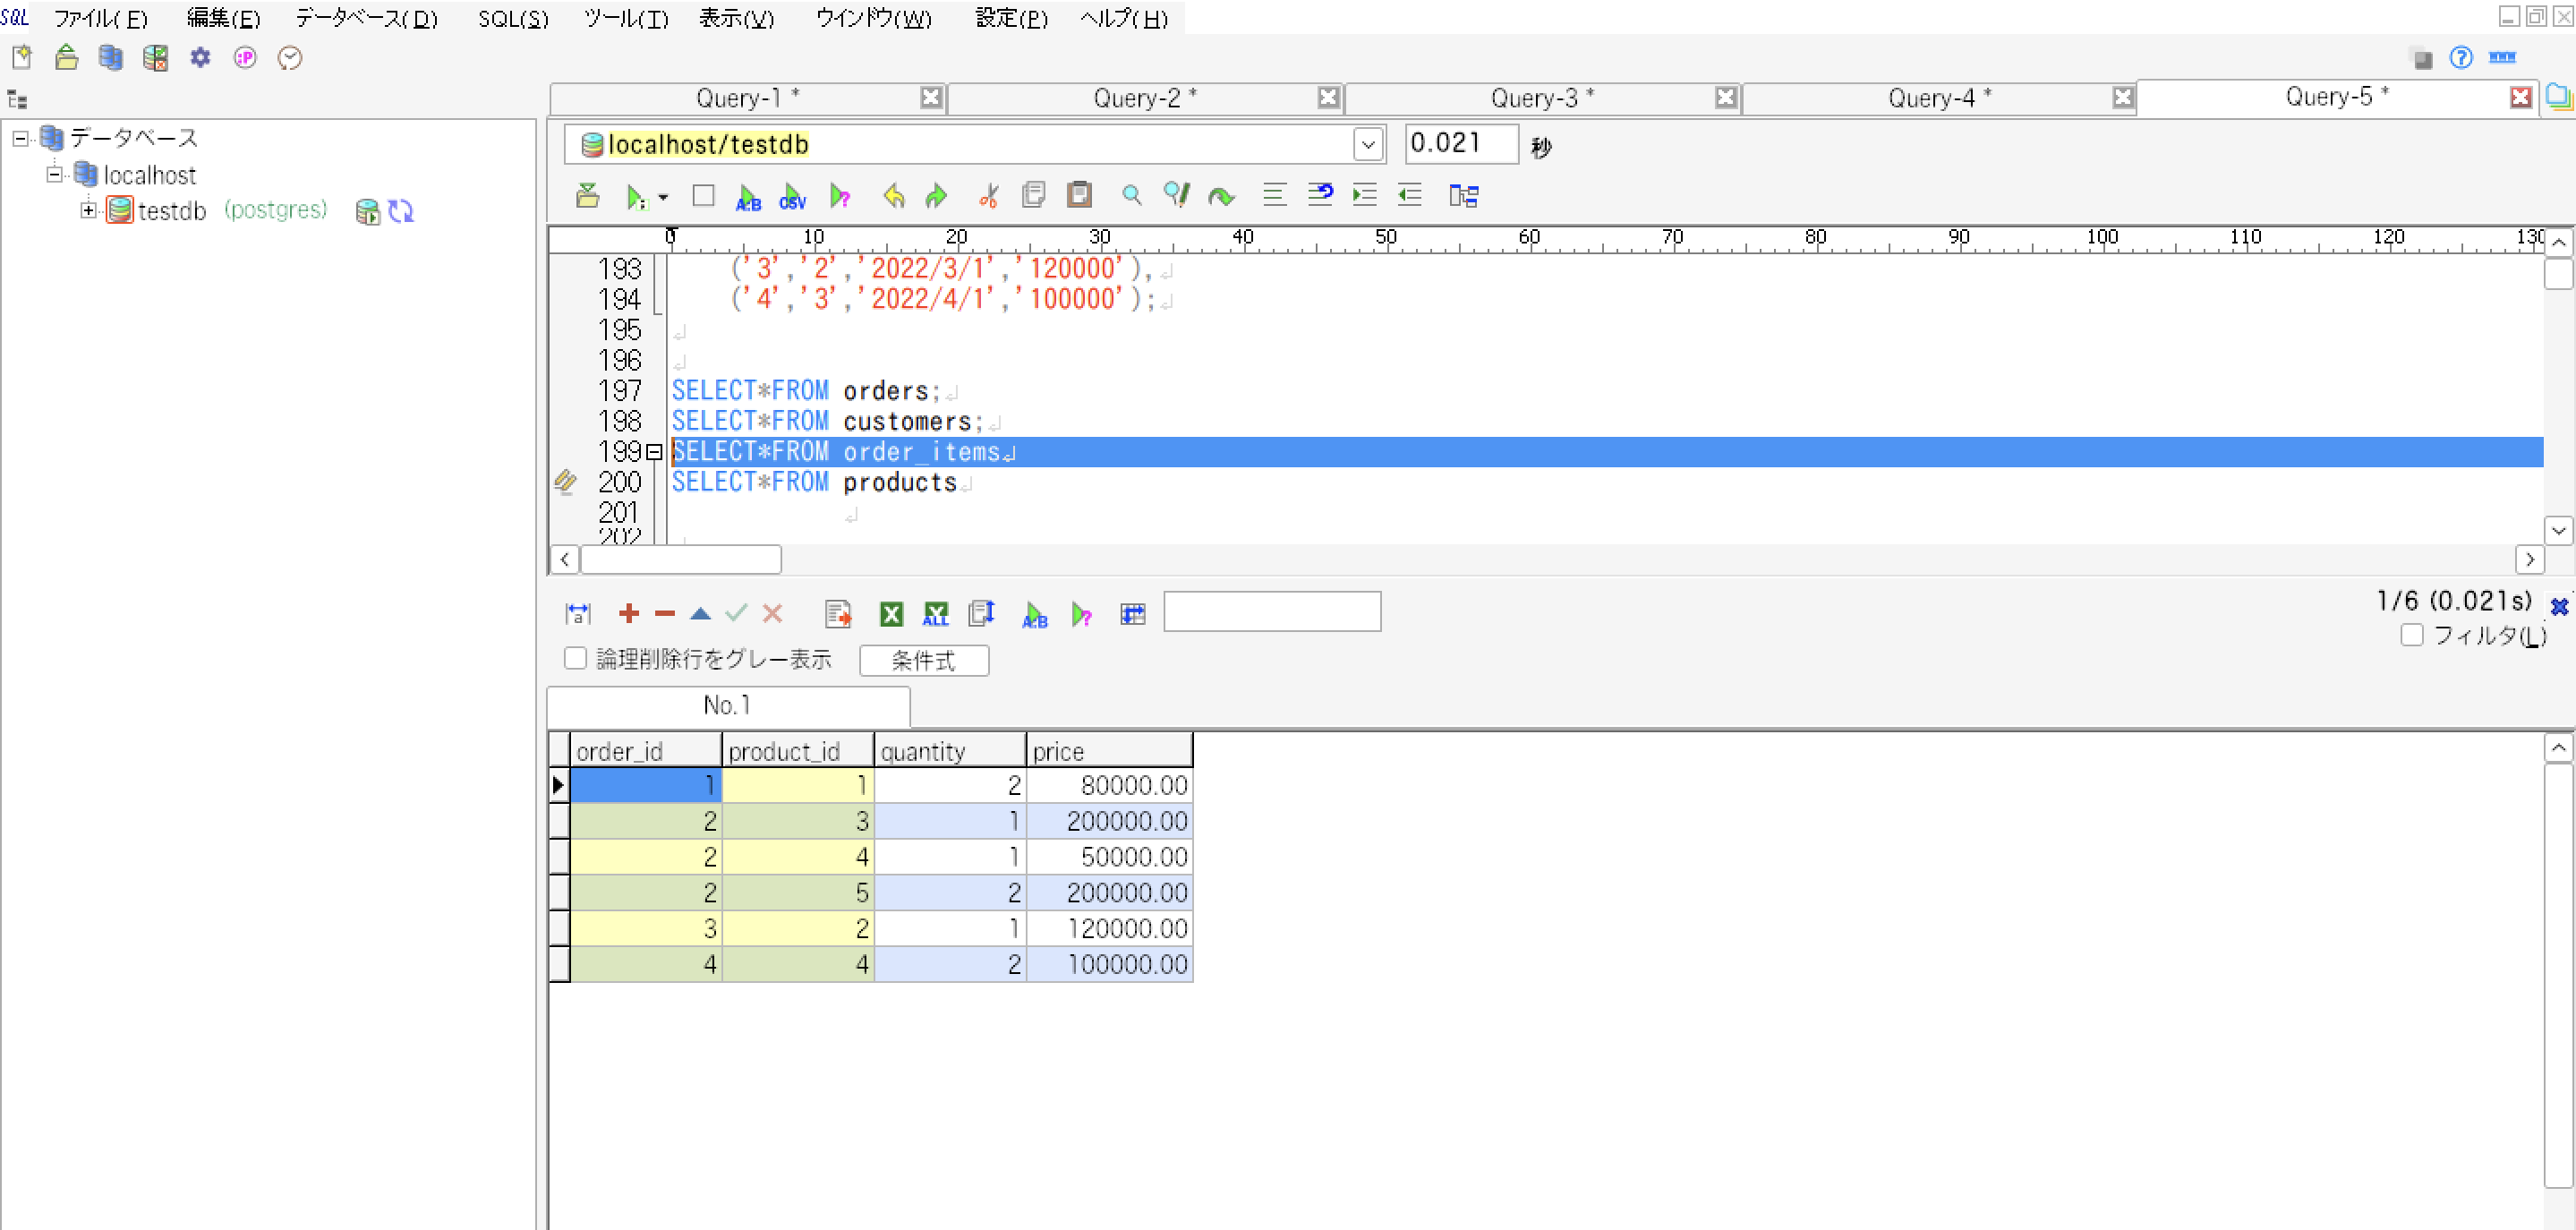 SQL ファイル(F) 編集(E) データベース(D) SQL(S) ツール(T) 表示(V) ウインドウ(W) 設定(P) ヘルプ(H)
Query-1 * Query-2 * Query-3 * Query-4 * Query-5 *
データベース
localhost
testdb (postgres)
localhost/testdb 0.021 秒
A:B CSV
0 10 20 30 40 50 60 70 80 90 100 110 120 130
193 ('3','2','2022/3/1','120000'),
194 ('4','3','2022/4/1','100000');
195
196
197 SELECT*FROM orders;
198 SELECT*FROM customers;
199 SELECT*FROM order_items
200 SELECT*FROM products
201
202
ALL A:B
1/6 (0.021s)
フィルタ(L)
論理削除行をグレー表示 条件式
No.1
order_id product_id quantity price
1 1 2 80000.00
2 3 1 200000.00
2 4 1 50000.00
2 5 2 200000.00
3 2 1 120000.00
4 4 2 100000.00